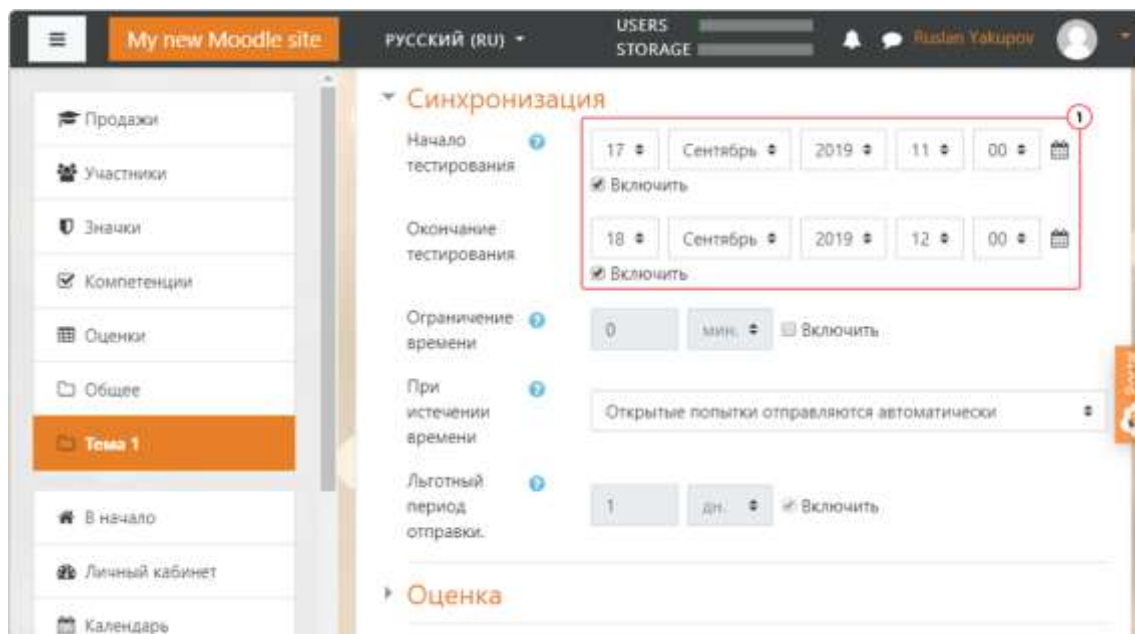 My new Moodle site
РУССКИЙ (RU)
USERS
STORAGE
Ruslan Yakupov
Продажи
Участники
Значки
Компетенции
Оценки
Общее
Тема 1
В начало
Личный кабинет
Календарь
Синхронизация
1
Начало
тестирования
17 Сентябрь 2019 11 00
Включить
Окончание
тестирования
18 Сентябрь 2019 12 00
Включить
Ограничение
времени
0 мин. Включить
При
истечении
времени
Открытые попытки отправляются автоматически
Льготный
период
отправки.
1 дн. Включить
Оценка